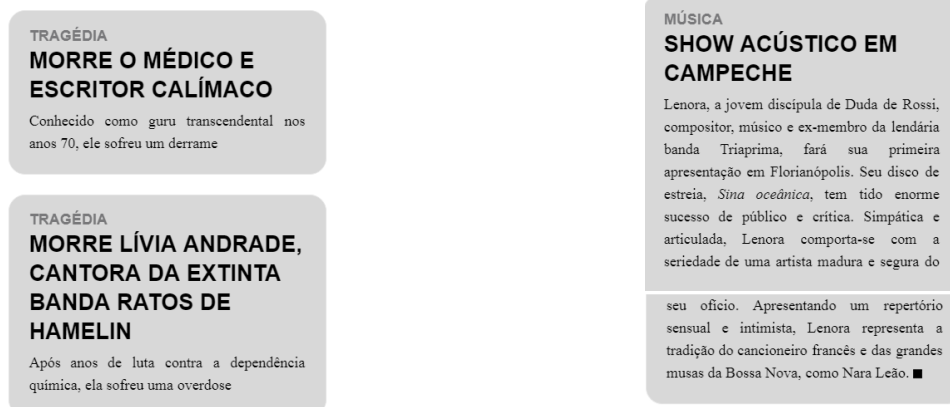 TRAGÉDIA
MORRE O MÉDICO E
ESCRITOR CALÍMACO
Conhecido como guru transcendental nos
anos 70, ele sofreu um derrame
TRAGÉDIA
MORRE LÍVIA ANDRADE,
CANTORA DA EXTINTA
BANDA RATOS DE
HAMELIN
Após anos de luta contra a dependência
química, ela sofreu uma overdose
MÚSICA
SHOW ACÚSTICO EM
CAMPECHE
Lenora, a jovem discípula de Duda de Rossi,
compositor, músico e ex-membro da lendária
banda Triaprima, fará sua primeira
apresentação em Florianópolis. Seu disco de
estreia, Sina oceânica, tem tido enorme
sucesso de público e crítica. Simpática e
articulada, Lenora comporta-se com a
seriedade de uma artista madura e segura do
seu ofício. Apresentando um repertório
sensual e intimista, Lenora representa a
tradição do cancioneiro francês e das grandes
musas da Bossa Nova, como Nara Leão. ■